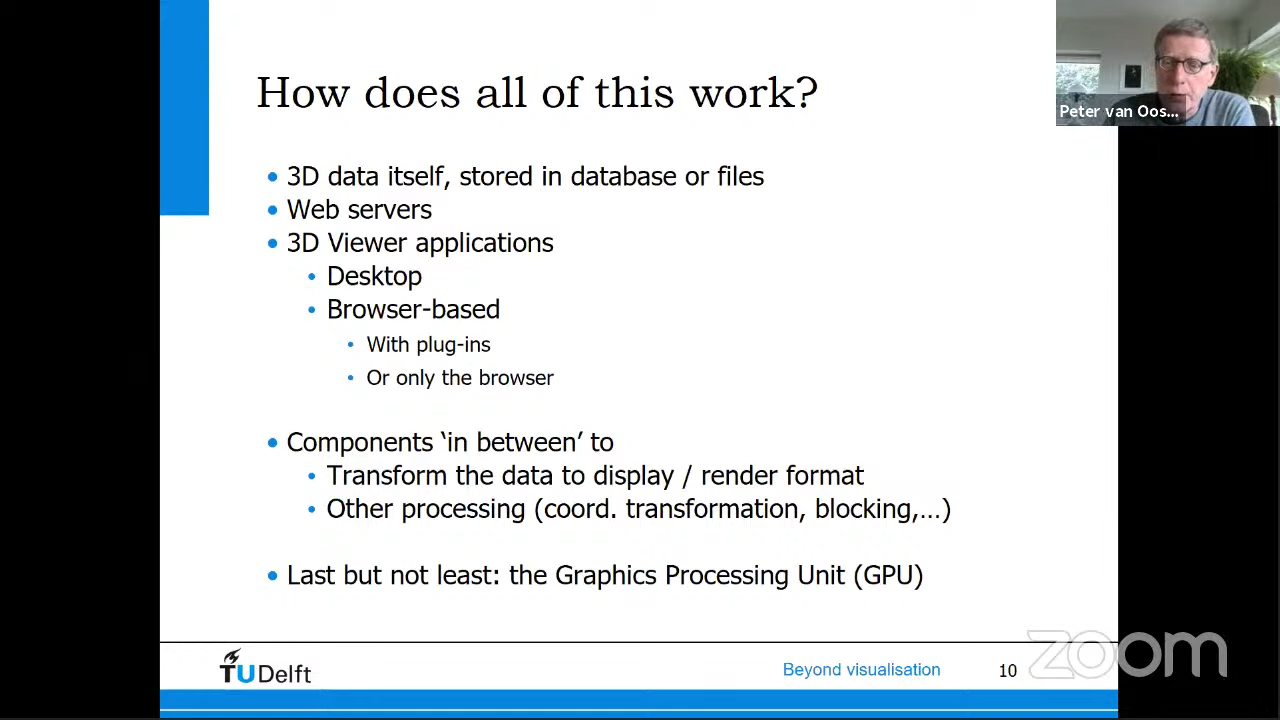 How does all of this work?
Peter van Oos...
• 3D data itself, stored in database or files
• Web servers
• 3D Viewer applications
• Desktop
• Browser-based
• With plug-ins
• Or only the browser
• Components ‘in between’ to
• Transform the data to display / render format
• Other processing (coord. transformation, blocking,…)
• Last but not least: the Graphics Processing Unit (GPU)
TU Delft
Beyond visualisation
10
zoom